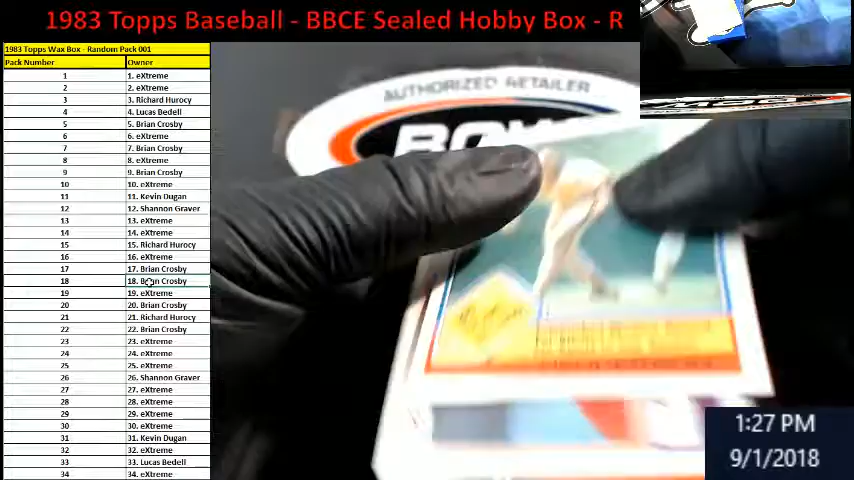 1983 Topps Baseball - BBCE Sealed Hobby Box - R
1983 Topps Wax Box - Random Pack 001
Pack Number Owner
1 1. eXtreme
2 2. eXtreme
3 3. Richard Hurocy
4 4. Lucas Bedell
5 5. Brian Crosby
6 6. eXtreme
7 7. Brian Crosby
8 8. eXtreme
9 9. Brian Crosby
10 10. eXtreme
11 11. Kevin Dugan
12 12. Shannon Graver
13 13. eXtreme
14 14. eXtreme
15 15. Richard Hurocy
16 16. eXtreme
17 17. Brian Crosby
18 18. Brian Crosby
19 19. eXtreme
20 20. Brian Crosby
21 21. Richard Hurocy
22 22. Brian Crosby
23 23. eXtreme
24 24. eXtreme
25 25. eXtreme
26 26. Shannon Graver
27 27. eXtreme
28 28. eXtreme
29 29. eXtreme
30 30. eXtreme
31 31. Kevin Dugan
32 32. eXtreme
33 33. Lucas Bedell
34 34. eXtreme
AUTHORIZED RETAILER
1:27 PM
9/1/2018